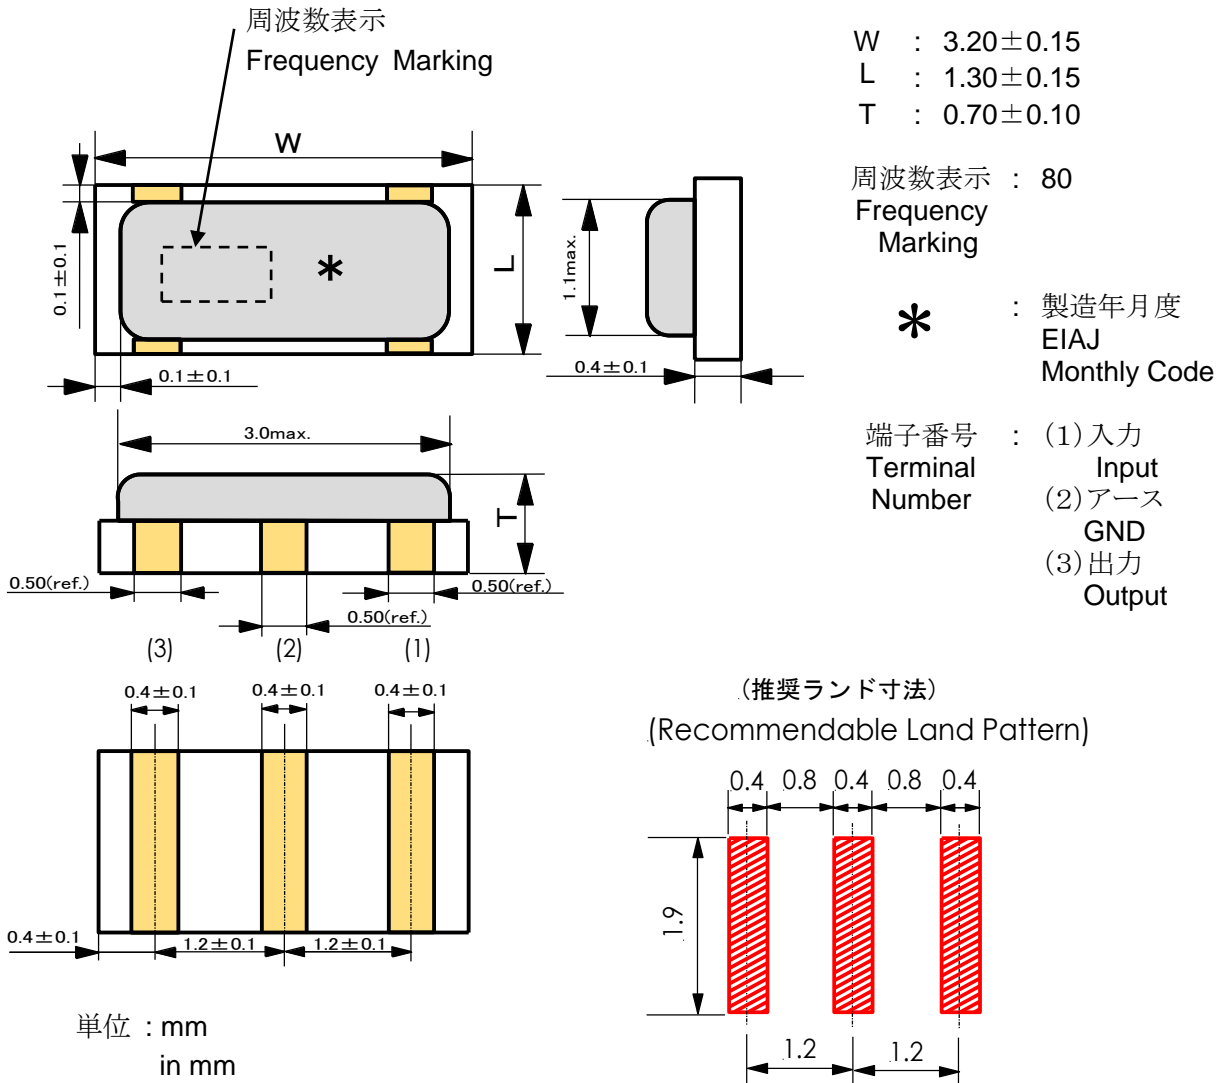 周波数表示
Frequency Marking
W : 3.20±0.15
L : 1.30±0.15
T : 0.70±0.10
周波数表示 : 80
Frequency
Marking
W
L
0.1±0.1
*
0.1±0.1
1.1max.
0.4±0.1
* : 製造年月度
EIAJ
Monthly Code
3.0max.
T
0.50(ref.)
0.50(ref.)
0.50(ref.)
端子番号 : (1)入力
Terminal Input
Number (2)アース
GND
(3)出力
Output
(3) (2) (1)
0.4±0.1 0.4±0.1 0.4±0.1
0.4±0.1 1.2±0.1 1.2±0.1
単位 : mm
in mm
(推奨ランド寸法)
(Recommendable Land Pattern)
0.4 0.8 0.4 0.8 0.4
1.9
1.2 1.2